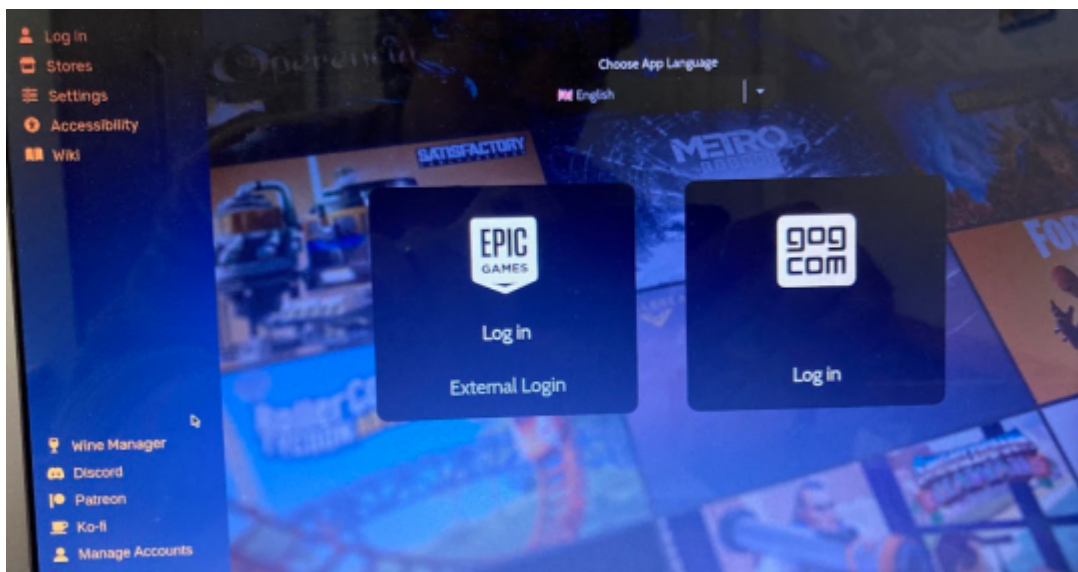 Log In
Stores
Settings
Accessibility
Wiki
Choose App Language
English
SATISFACTORY
METRO
EPIC
GAMES
Log in
External Login
gog
com
Log in
Wine Manager
Discord
Patreon
Ko-fi
Manage Accounts